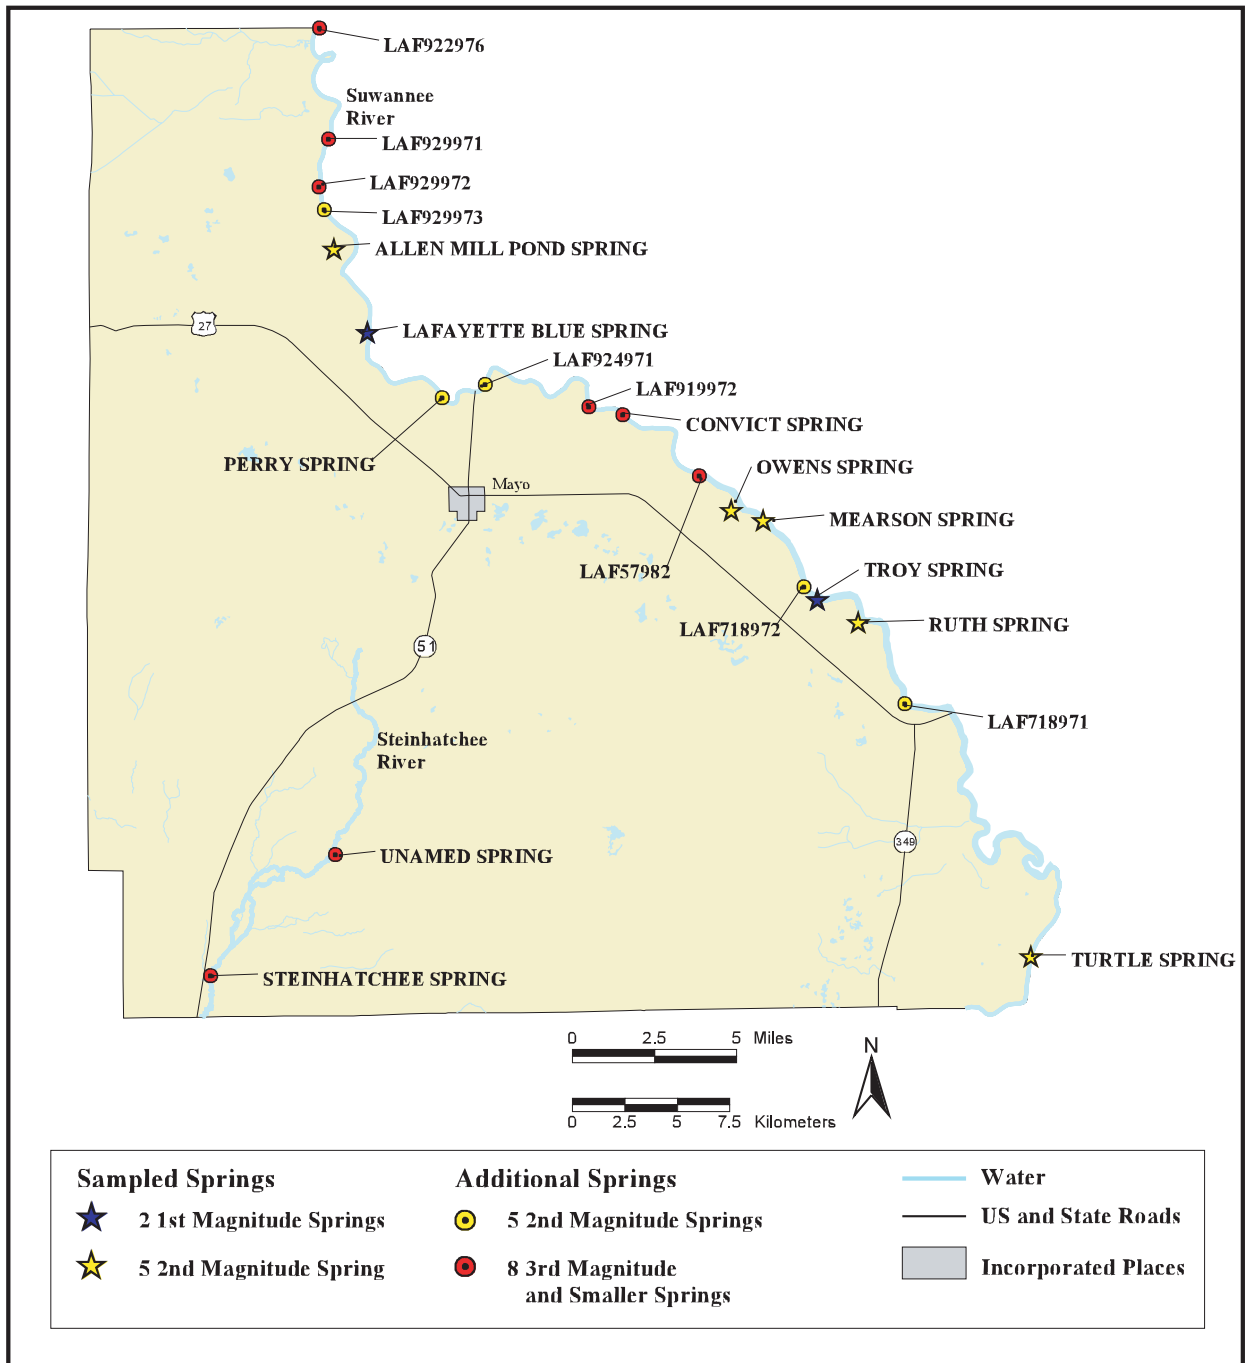 LAF922976
Suwannee
River
LAF929971
LAF929972
LAF929973
ALLEN MILL POND SPRING
27
LAFAYETTE BLUE SPRING
LAF924971
LAF919972
CONVICT SPRING
PERRY SPRING
OWENS SPRING
Mayo
MEARSON SPRING
LAF57982
TROY SPRING
LAF718972
RUTH SPRING
51
LAF718971
Steinhatchee
River
349
UNAMED SPRING
TURTLE SPRING
STEINHATCHEE SPRING
0 2.5 5 Miles
N
0 2.5 5 7.5 Kilometers
Sampled Springs
2 1st Magnitude Springs
5 2nd Magnitude Spring
Additional Springs
5 2nd Magnitude Springs
8 3rd Magnitude
and Smaller Springs
Water
US and State Roads
Incorporated Places